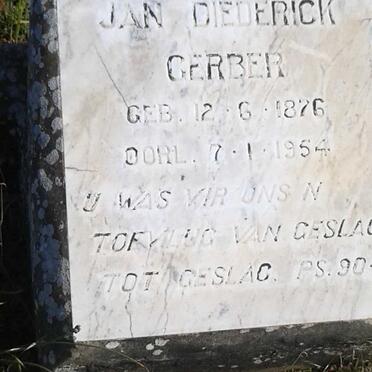 JAN DIEDERICK
GERBER
GEB. 12·6·1876
OORL. 7·1·1954
U WAS VIR ONS N
TOEVLUG VAN GESLAC
TOT GESLAG. PS.90-